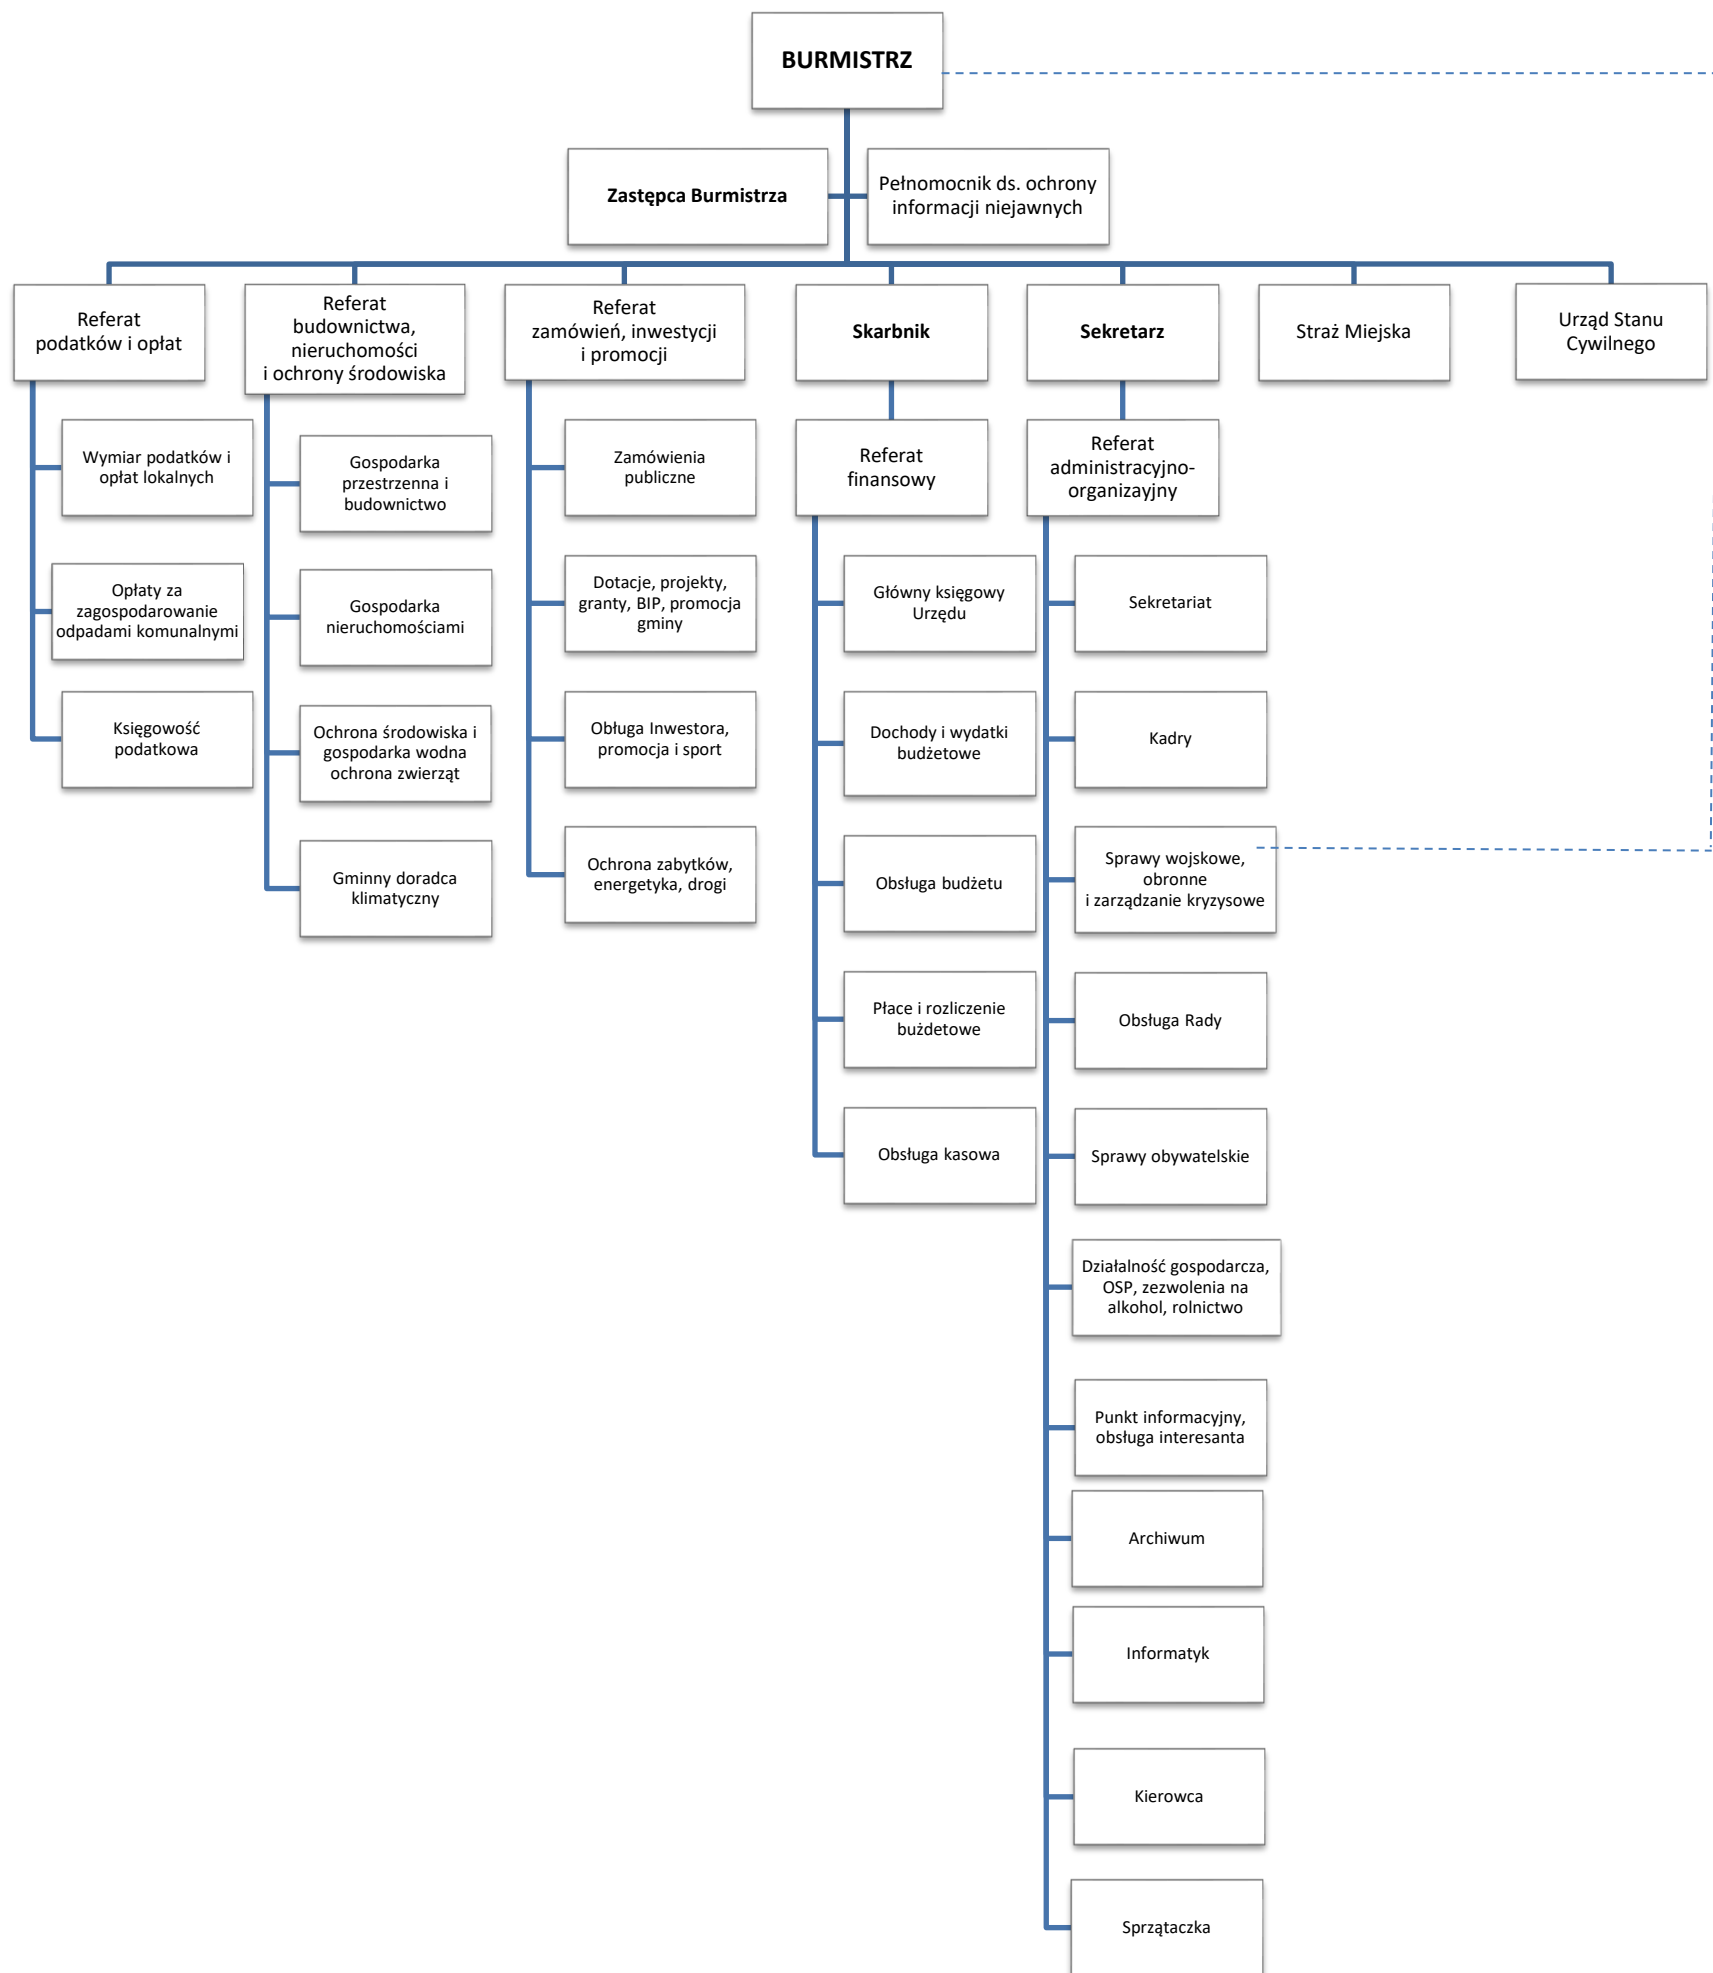 BURMISTRZ
Zastępca Burmistrza
Pełnomocnik ds. ochrony
informacji niejawnych
Referat
podatków i opłat
Referat
budownictwa,
nieruchomości
i ochrony środowiska
Referat
zamówień, inwestycji
i promocji
Skarbnik
Sekretarz
Straż Miejska
Urząd Stanu
Cywilnego
Wymiar podatków i
opłat lokalnych
Opłaty za
zagospodarowanie
odpadami komunalnymi
Księgowość
podatkowa
Gospodarka
przestrzenna i
budownictwo
Gospodarka
nieruchomościami
Ochrona środowiska i
gospodarka wodna
ochrona zwierząt
Gminny doradca
klimatyczny
Zamówienia
publiczne
Dotacje, projekty,
granty, BIP, promocja
gminy
Obługa Inwestora,
promocja i sport
Ochrona zabytków,
energetyka, drogi
Referat
finansowy
Główny księgowy
Urzędu
Dochody i wydatki
budżetowe
Obsługa budżetu
Płace i rozliczenie
bużdetowe
Obsługa kasowa
Referat
administracyjno-
organizayjny
Sekretariat
Kadry
Sprawy wojskowe,
obronne
i zarządzanie kryzysowe
Obsługa Rady
Sprawy obywatelskie
Działalność gospodarcza,
OSP, zezwolenia na
alkohol, rolnictwo
Punkt informacyjny,
obsługa interesanta
Archiwum
Informatyk
Kierowca
Sprzątaczka